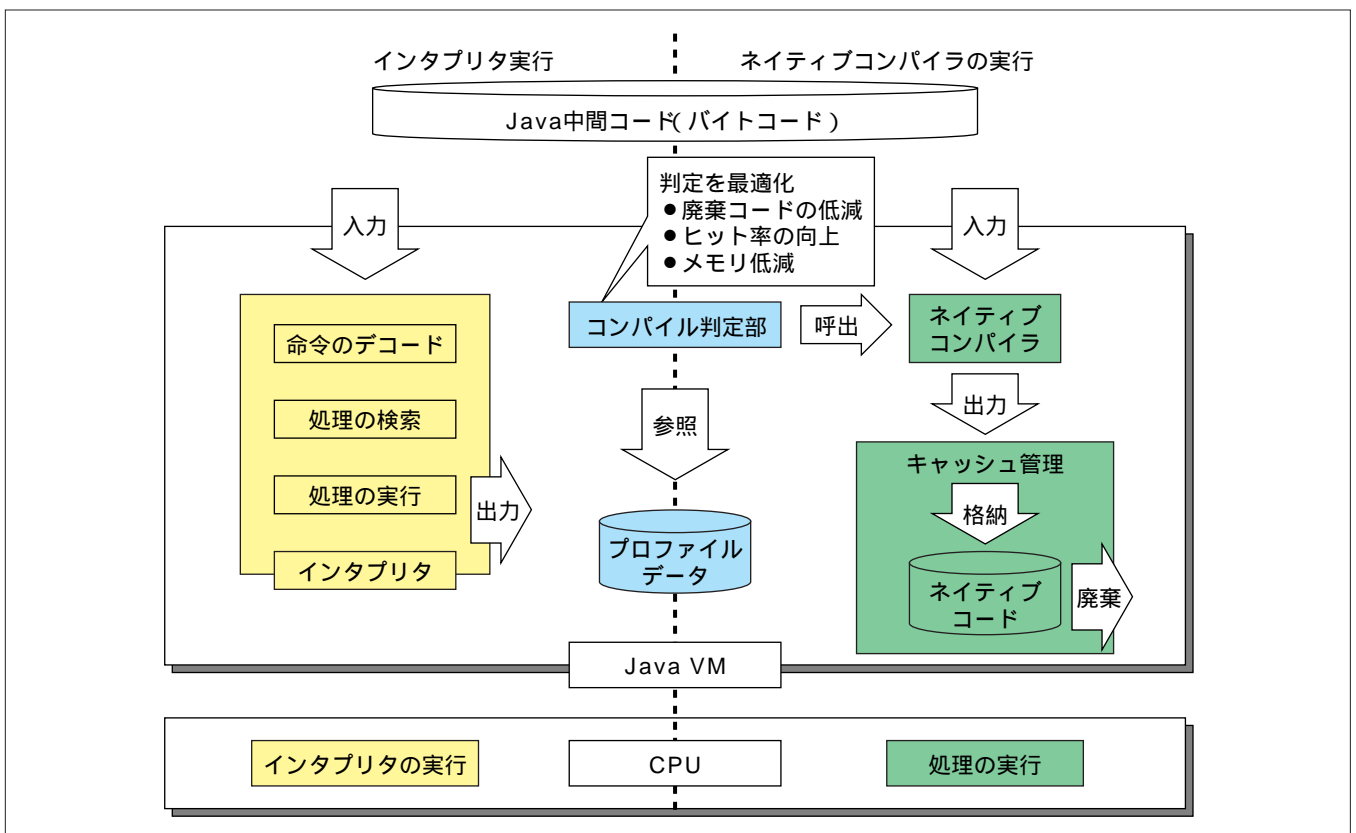 インタプリタ実行
ネイティブコンパイラの実行
Java中間コード(バイトコード)
判定を最適化
●廃棄コードの低減
●ヒット率の向上
●メモリ低減
入力
入力
命令のデコード
処理の検索
処理の実行
インタプリタ
出力
コンパイル判定部
呼出
参照
プロファイル
データ
ネイティブ
コンパイラ
出力
キャッシュ管理
格納
ネイティブ
コード
廃棄
Java VM
インタプリタの実行
CPU
処理の実行